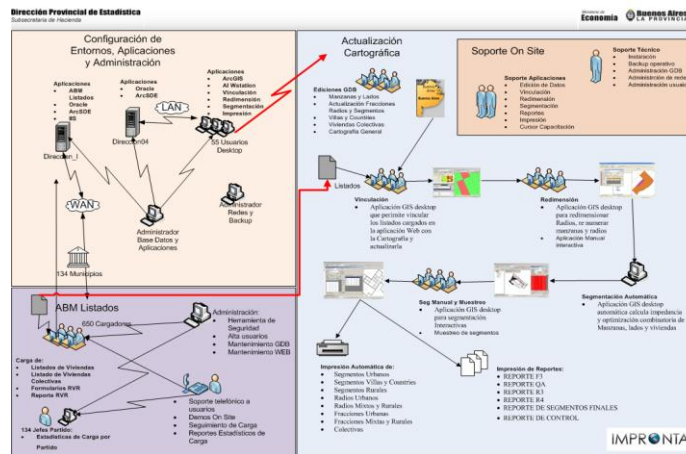 Dirección Provincial de Estadística
Subsecretaría de Hacienda
Ministerio de
Economía
Buenos Aires
LA PROVINCIA
Configuración de
Entornos, Aplicaciones
y Administración
Aplicaciones
• ABM
Listados
• Oracle
• ArcSDE
• IIS
Aplicaciones
• Oracle
• ArcSDE
Aplicaciones
• ArcGIS
• Vinculación
• Redimensión
• Segmentación
• Impresión
LAN
Direccion_I
Direccion04
55 Usuarios
Desktop
WAN
Administrador
Base Datos y
Aplicaciones
Administrador
Redes y
Backup
134 Municipios
ABM Listados
650 Cargadores
Administración:
• Herramienta de
Seguridad
• Alta usuarios
• Mantenimiento GDB
• Mantenimiento WEB
Carga de:
• Listados de Viviendas
• Listado de Viviendas
Colectivas
• Formularios RVR
• Reporte RVR
134 Jefes Partido:
• Estadísticas de Carga por
Partido
• Soporte telefónico a
usuarios
• Demos On Site
• Seguimiento de Carga
• Reportes Estadísticos de
Carga
Actualización
Cartográfica
Ediciones GDB
• Manzanas y Lados
• Actualización Fracciones
Radios y Segmentos
• Villas y Countries
• Viviendas Colectivas
• Cartografía General
Soporte On Site
Soporte Aplicaciones
• Edición de Datos
• Vinculación
• Redimensión
• Segmentación
• Reportes
• Impresión
• Cursor Capacitación
Soporte Técnico
• Instalación
• Backup operativo
• Administración GDB
• Administración de redes
• Administración usuarios
Listados
Vinculación
• Aplicación GIS desktop
que permite vincular
los listados cargados en
la aplicación Web con
la Cartografía y
actualizarla
Redimensión
• Aplicación GIS desktop
para redimensionar
Radios, re numerar
manzanas y radios
• Aplicación Manual
Interactiva
Segmentación Automática
• Aplicación GIS desktop
automática calcula impedancia
y optimización combinatoria de
Manzanas, lados y viviendas
Seg Manual y Muestreo
• Aplicación GIS desktop
para segmentación
Interactivas
• Muestreo de segmentos
Impresión Automática de:
• Segmentos Urbanos
• Segmentos Villas y Countries
• Segmentos Rurales
• Radios Urbanos
• Radios Mixtos y Rurales
• Fracciones Urbanas
• Fracciones Mixtas y Rurales
• Colectivas
Impresión de Reportes:
• REPORTE F3
• REPORTE QA
• REPORTE R3
• REPORTE R4
• REPORTE DE SEGMENTOS FINALES
• REPORTE DE CONTROL
IMPRONTA